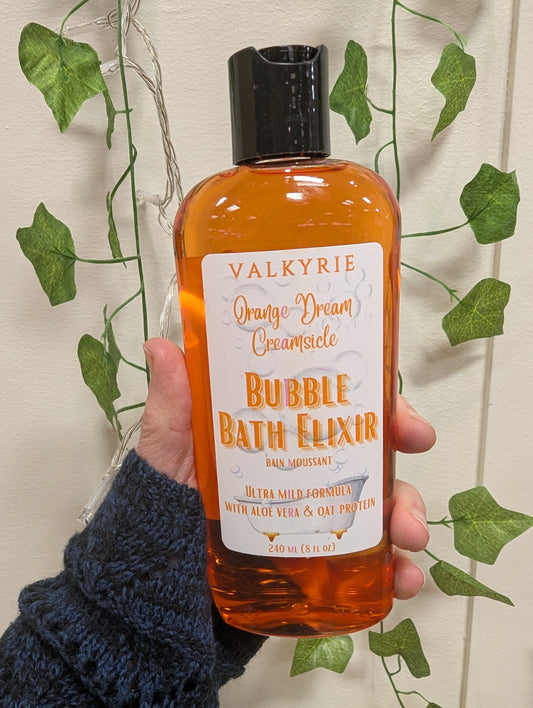 VALKYRIE
Orange Dream
Creamsicle
BUBBLE
BATH ELIXIR
BAIN MOUSSANT
ULTRA MILD FORMULA
WITH ALOE VERA & OAT PROTEIN
240 ML (8 FL OZ)